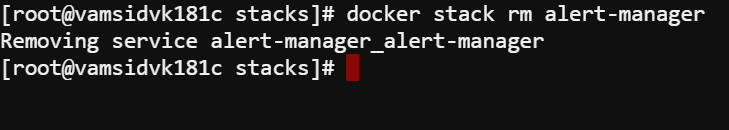 [root@vamsidvk181c stacks]# docker stack rm alert-manager
Removing service alert-manager_alert-manager
[root@vamsidvk181c stacks]#